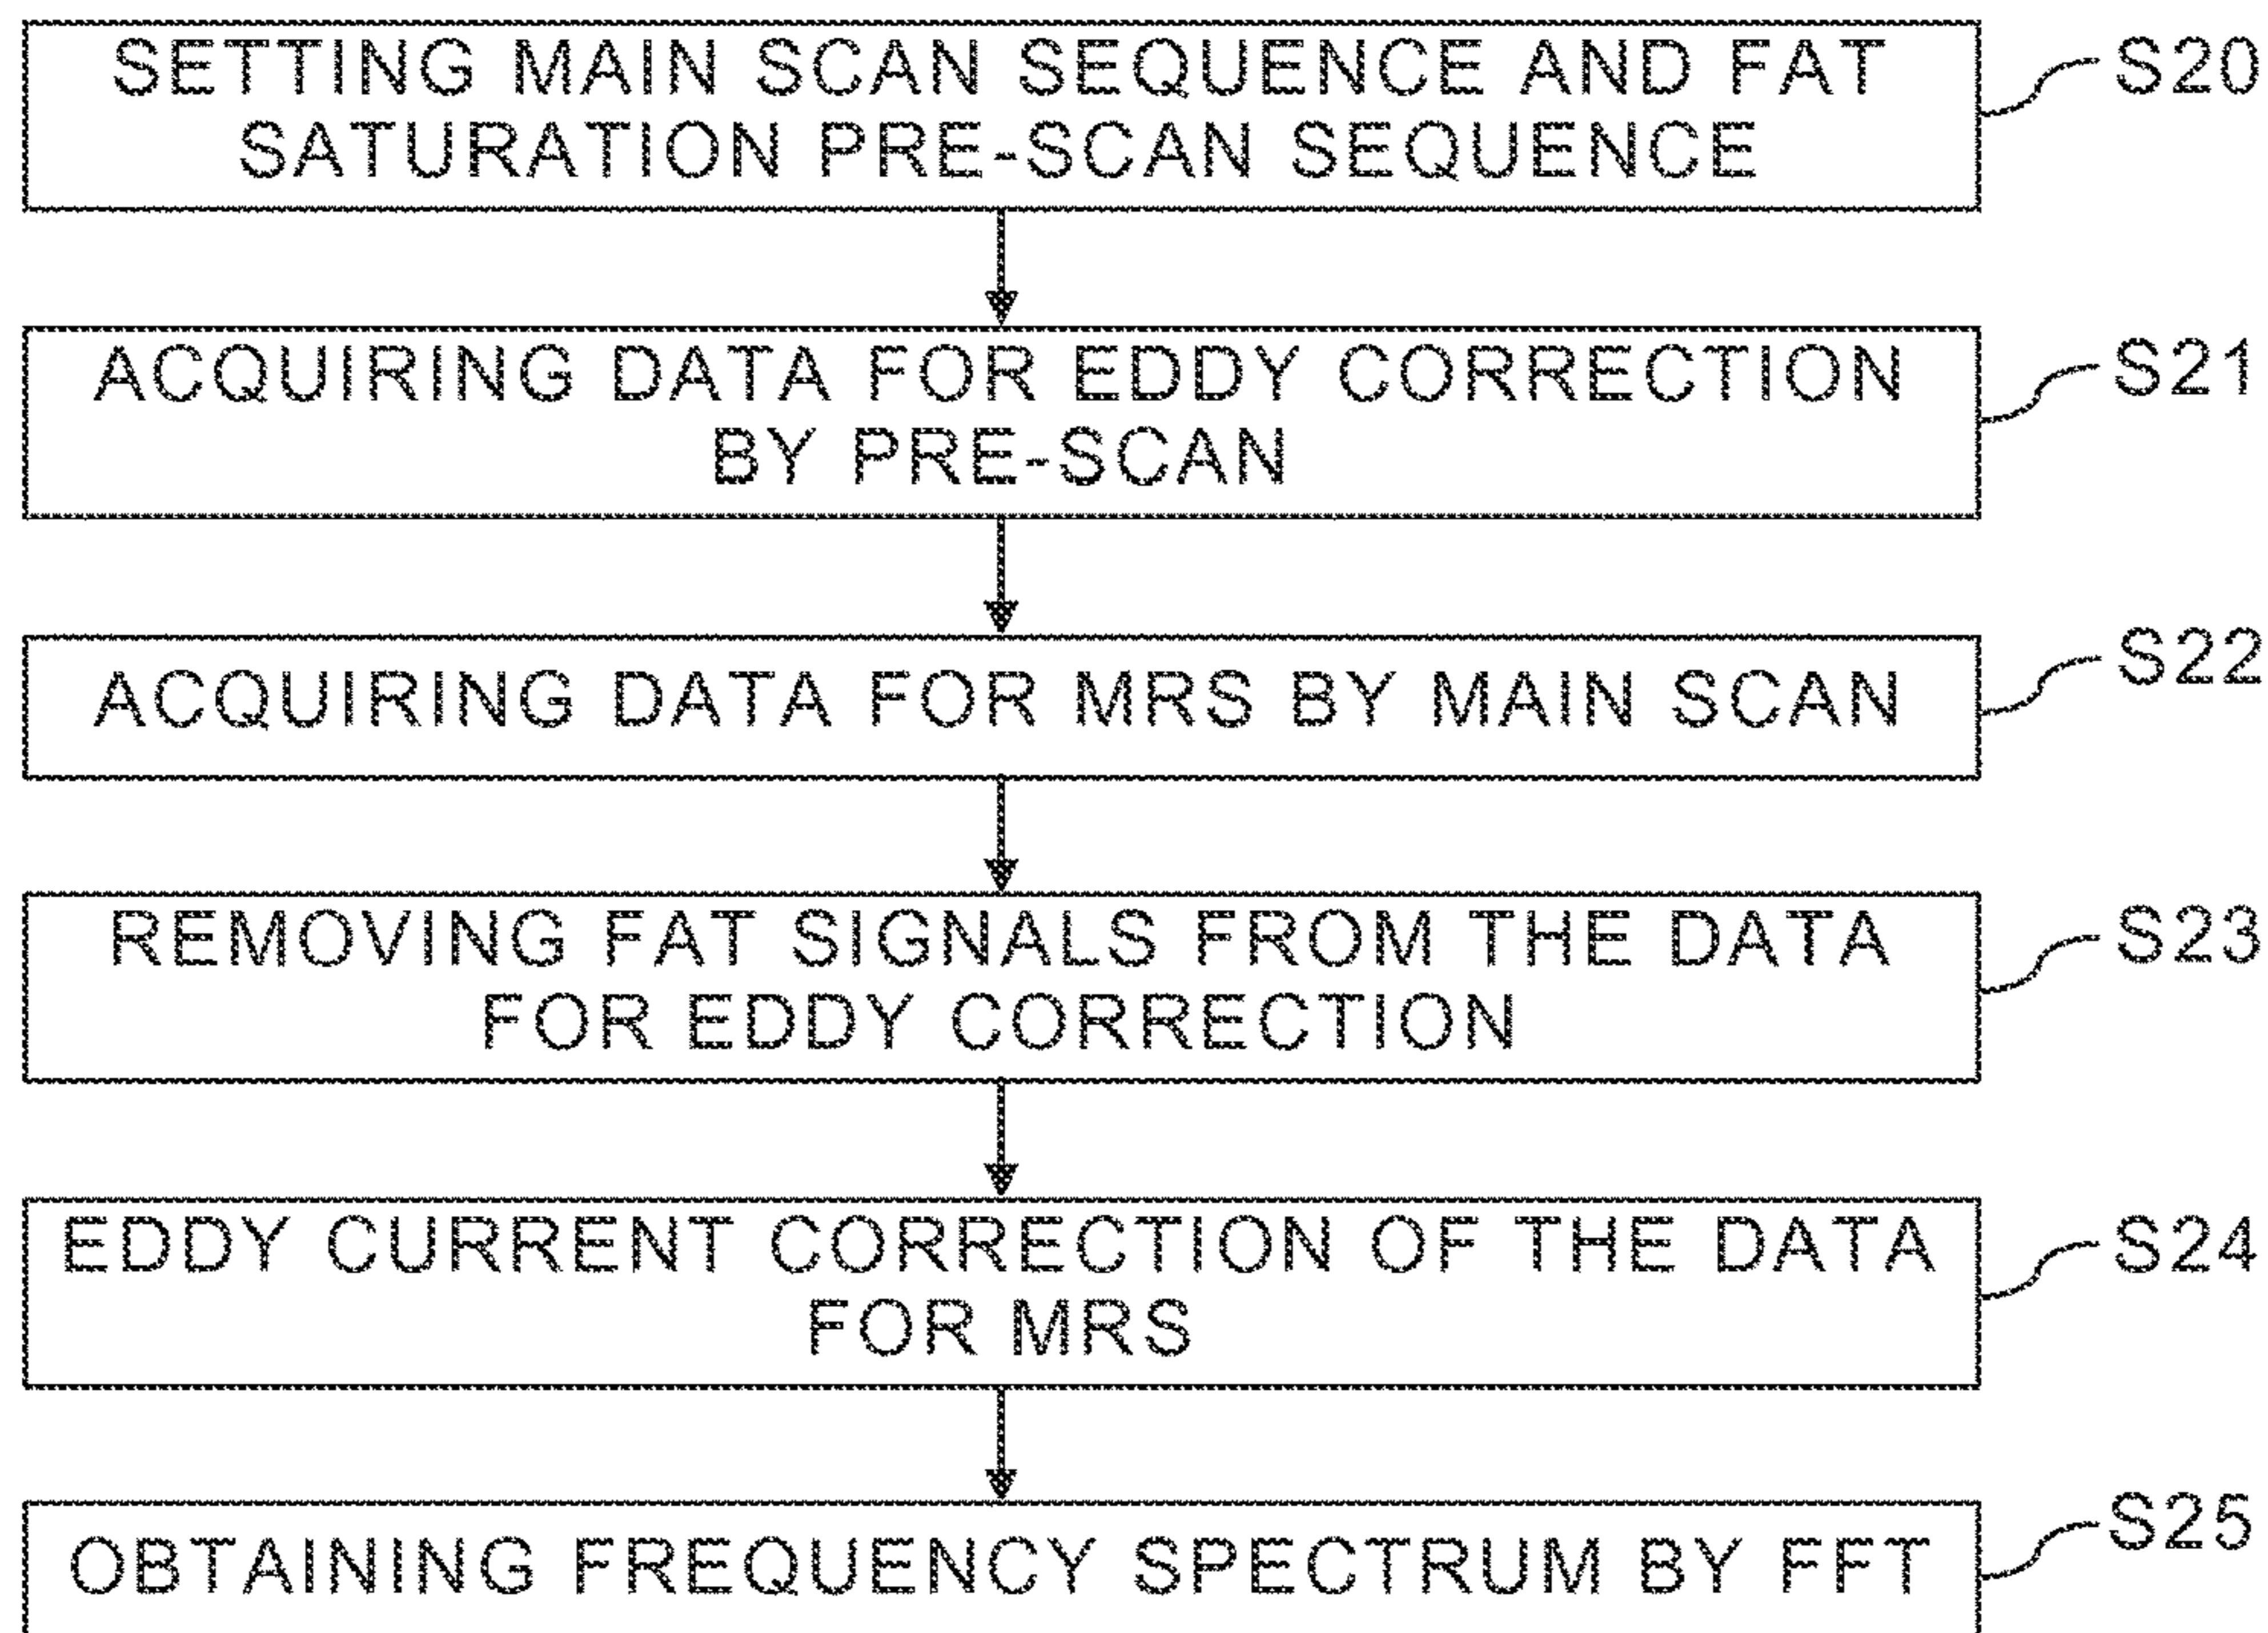 SETTING MAIN SCAN SEQUENCE AND FAT
SATURATION PRE-SCAN SEQUENCE
S20
ACQUIRING DATA FOR EDDY CORRECTION
BY PRE-SCAN
S21
ACQUIRING DATA FOR MRS BY MAIN SCAN
S22
REMOVING FAT SIGNALS FROM THE DATA
FOR EDDY CORRECTION
S23
EDDY CURRENT CORRECTION OF THE DATA
FOR MRS
S24
OBTAINING FREQUENCY SPECTRUM BY FFT
S25